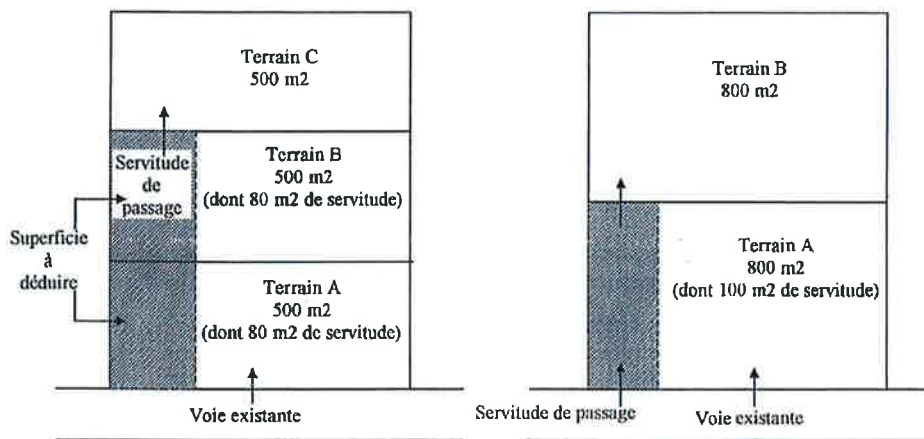 Terrain C
500 m2
Servitude
de
passage
Terrain B
500 m2
(dont 80 m2 de servitude)
Superficie
à
déduire
Terrain A
500 m2
(dont 80 m2 de servitude)
Voie existante
Terrain B
800 m2
Terrain A
800 m2
(dont 100 m2 de servitude)
Servitude de passage
Voie existante